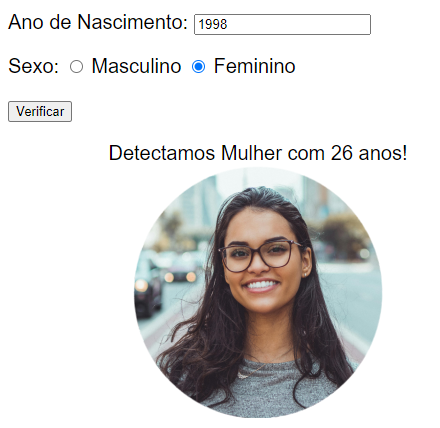 Ano de Nascimento: 1998
Sexo: Masculino Feminino
Verificar
Detectamos Mulher com 26 anos!